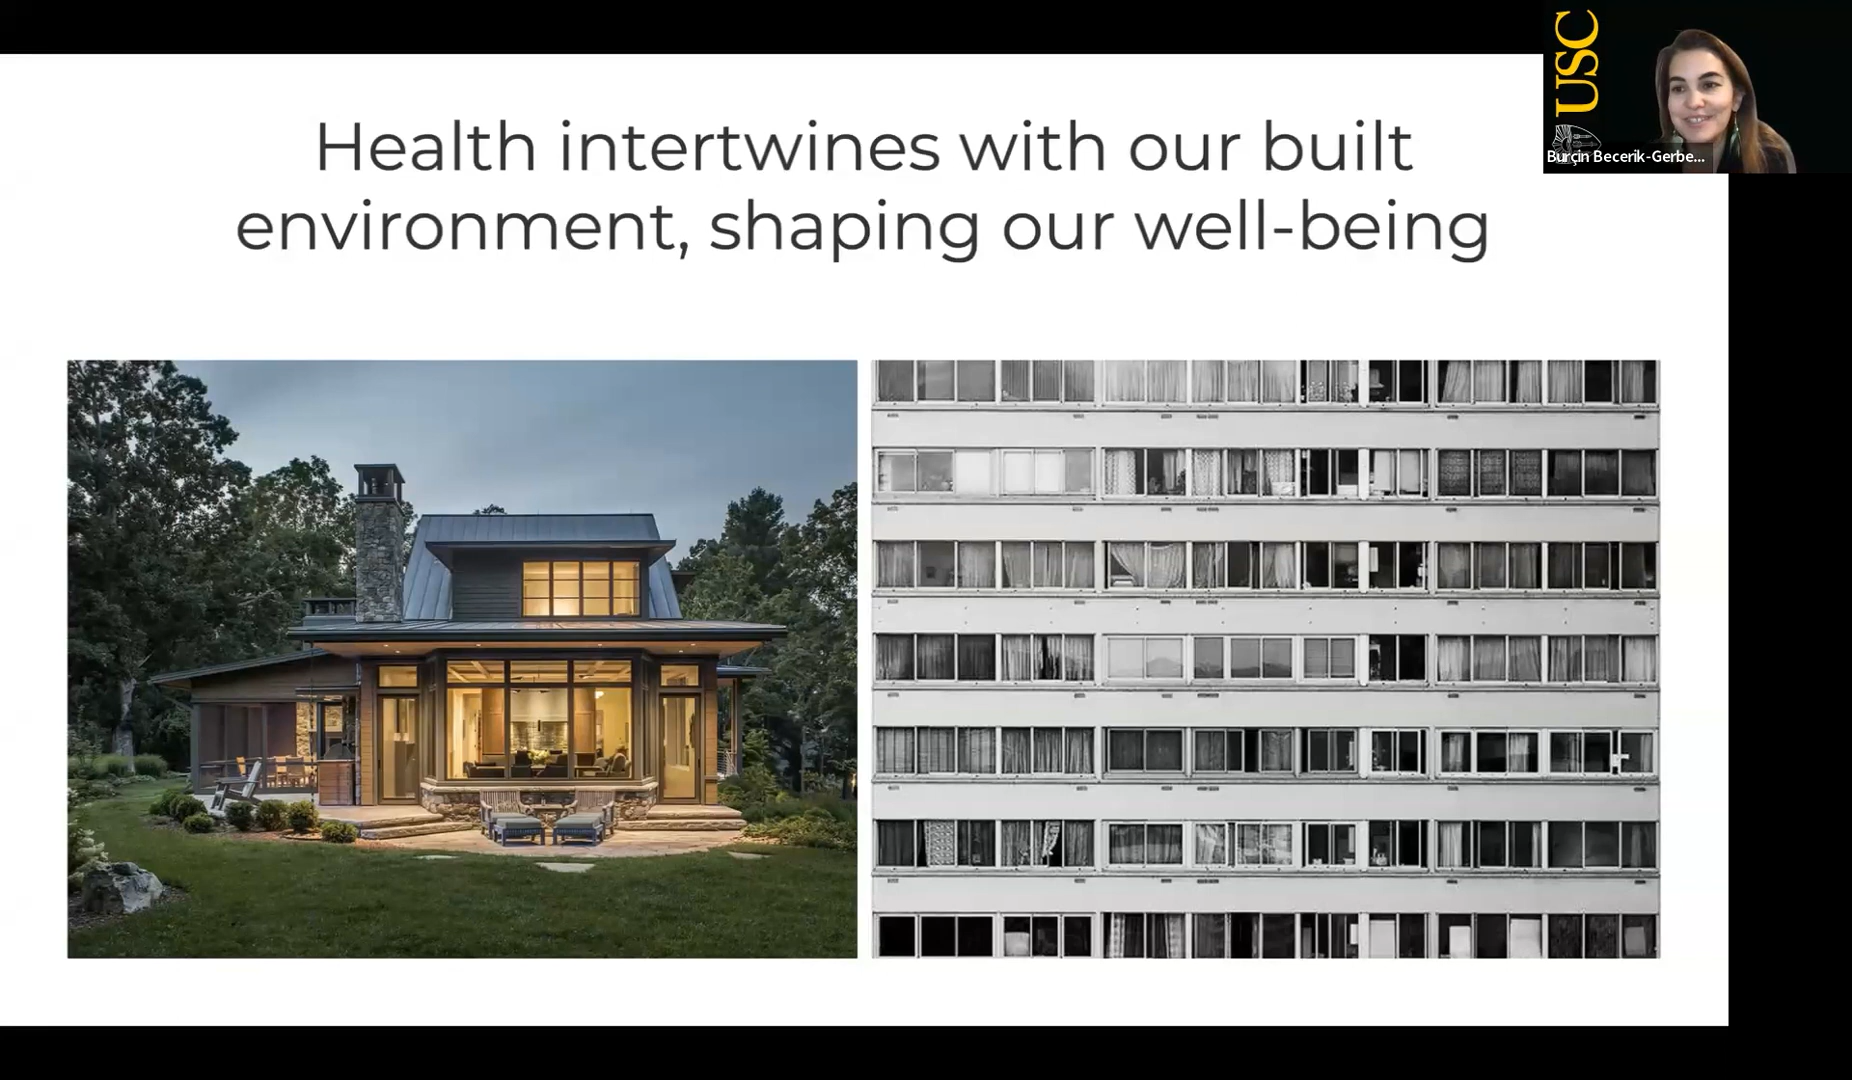 Health intertwines with our built
environment, shaping our well-being
USC
Burçin Becerik-Gerbe...